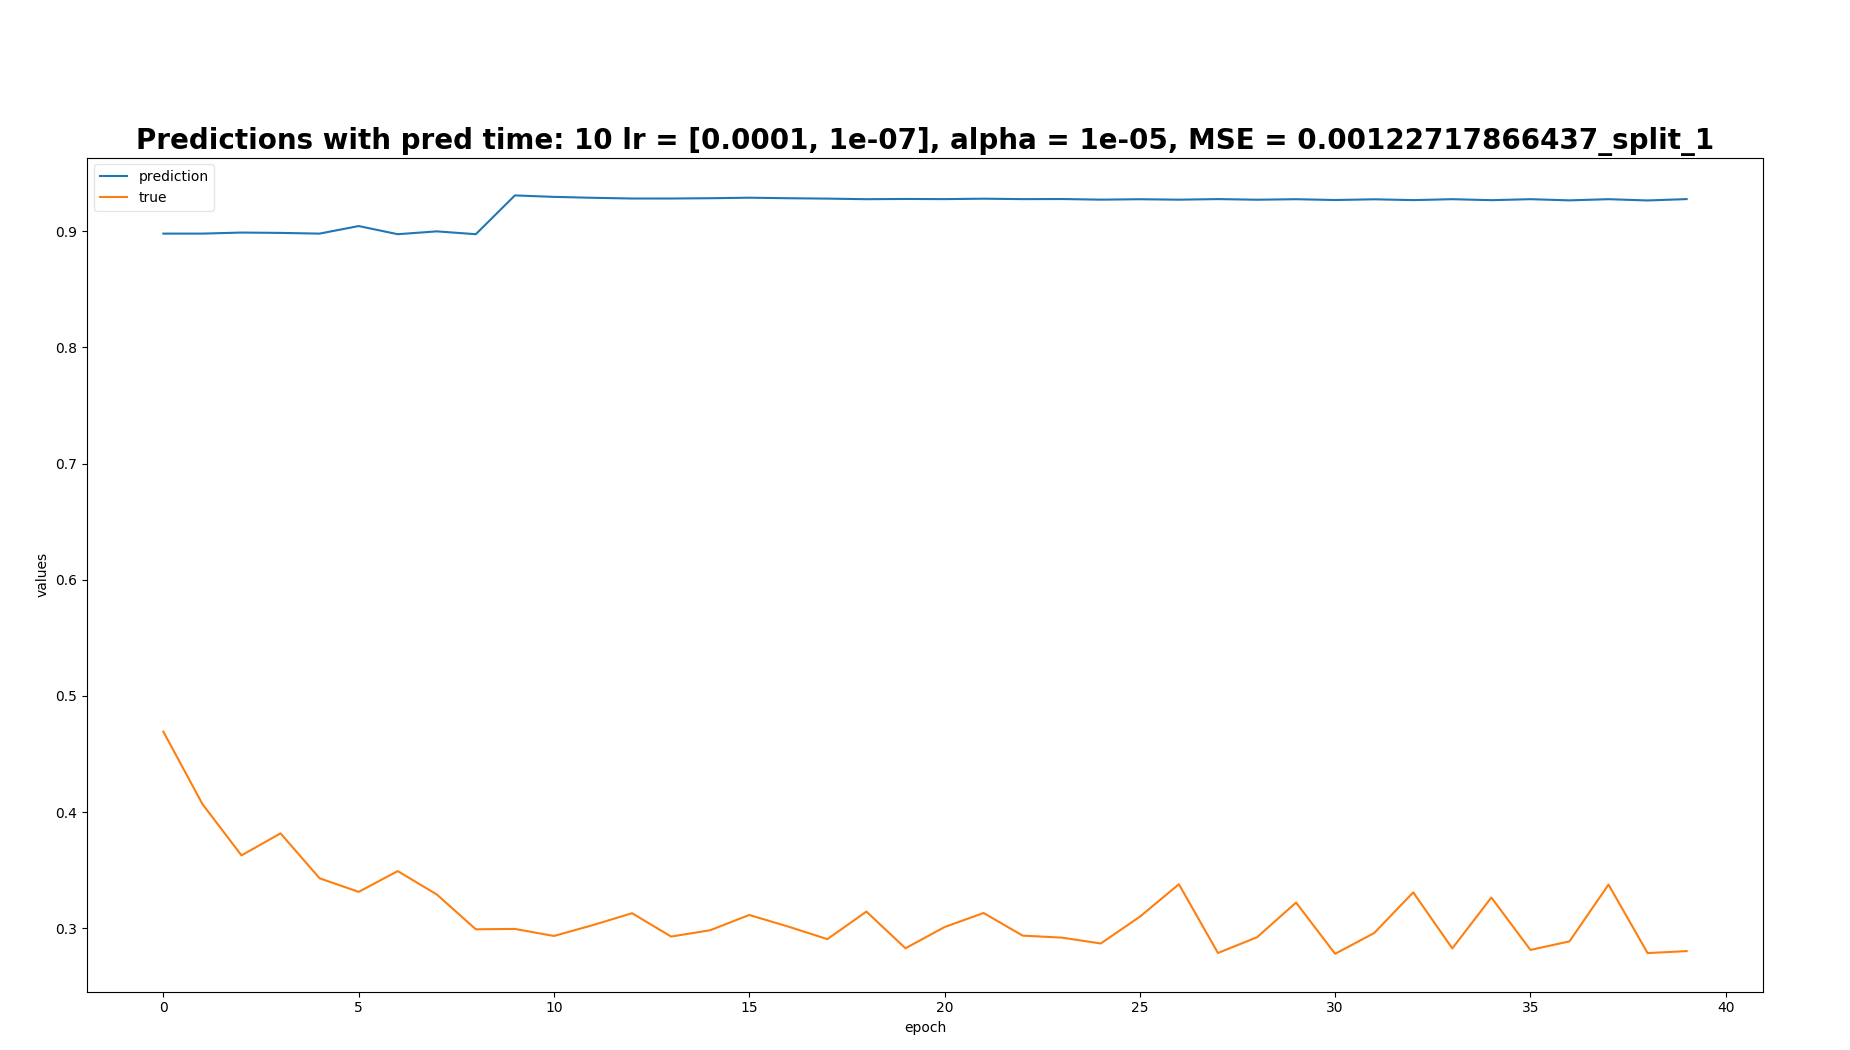 Predictions with pred time: 10 lr = [0.0001, 1e-07], alpha = 1e-05, MSE = 0.00122717866437_split_1
prediction
true
0.9
0.8
0.7
0.6
0.5
0.4
0.3
values
0 5 10 15 20 25 30 35 40
epoch